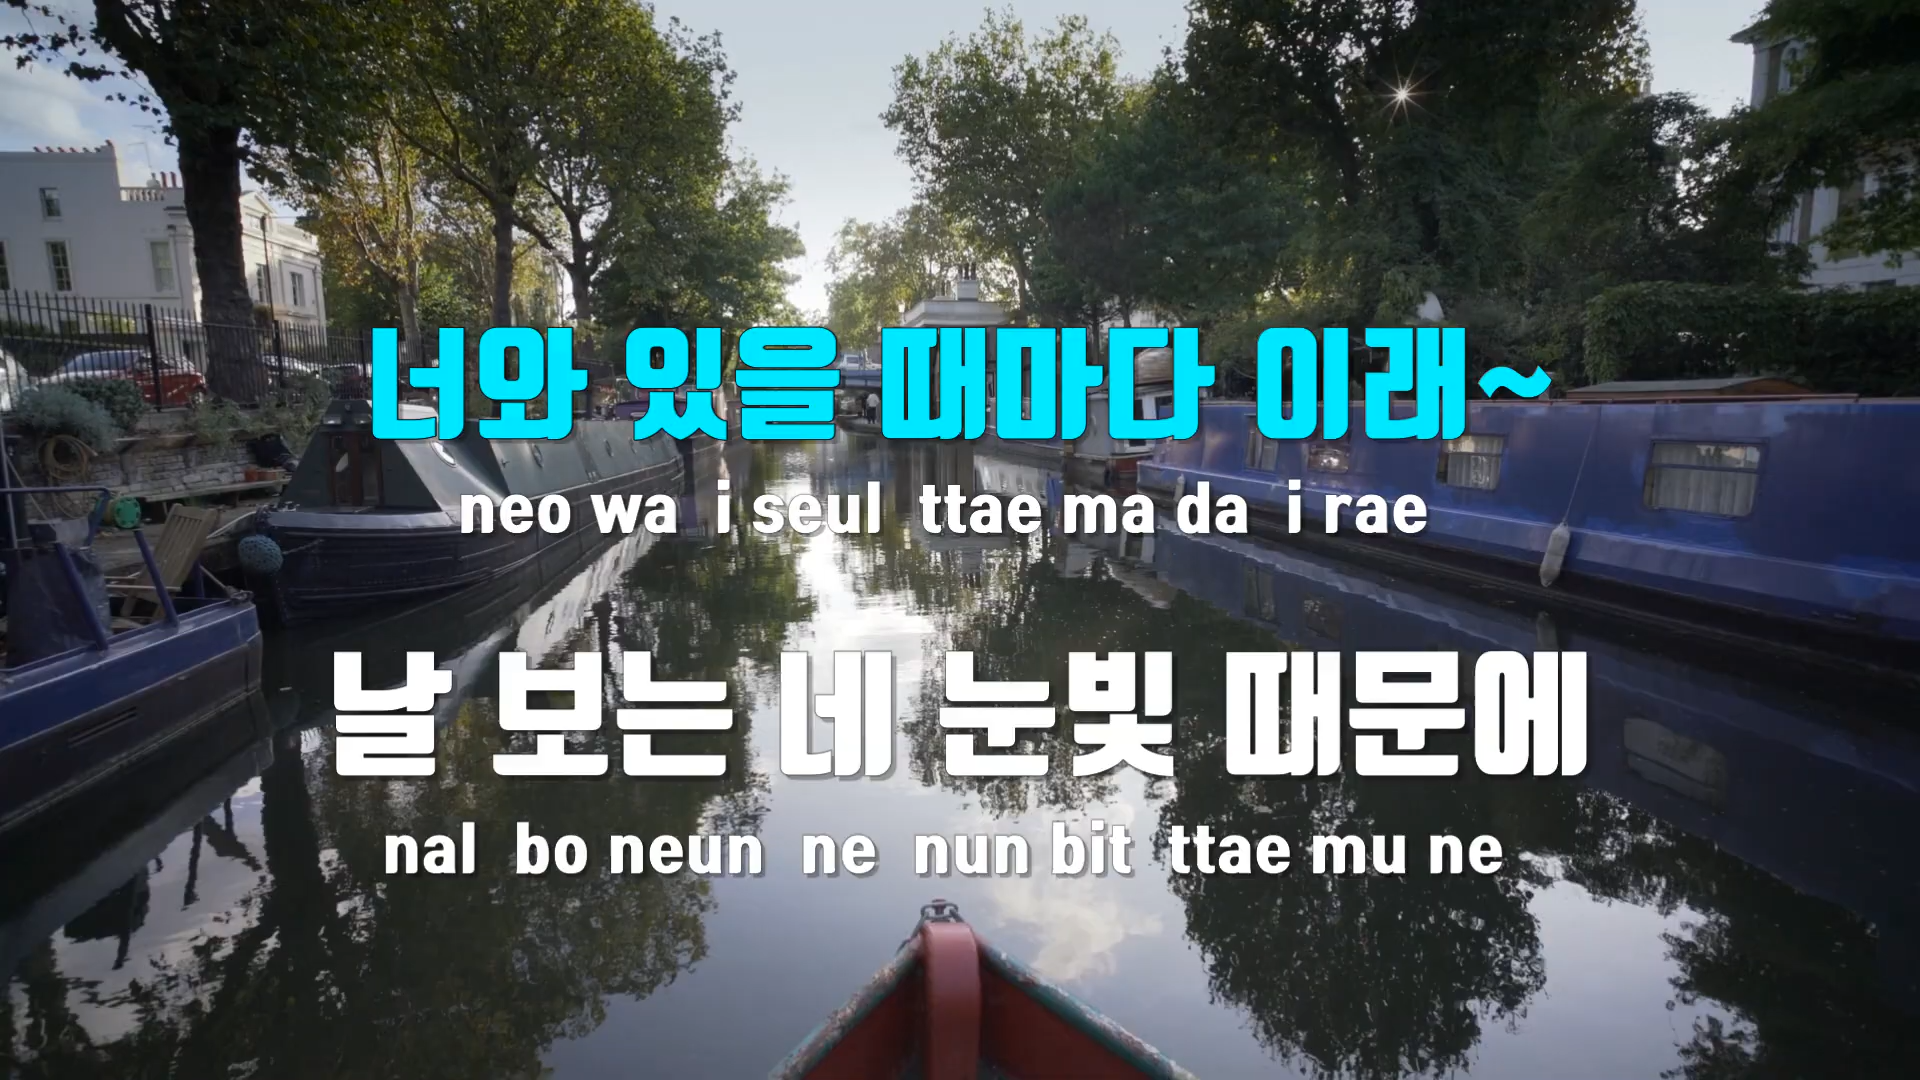 너와 있을 때마다 이래~
neo wa i seul ttae ma da i rae
날 보는 네 눈빛 때문에
nal bo neun ne nun bit ttae mu ne